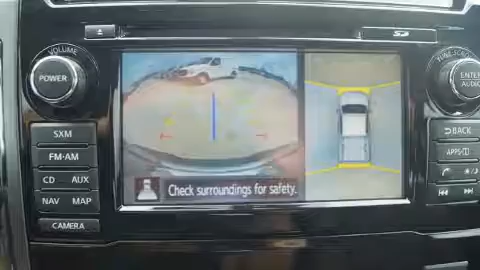 SD
VOLUME
POWER
TUNE·SCROLL
ENTER
AUDIO
SXM
FM·AM
CD AUX
NAV MAP
CAMERA
BACK
APPS
Check surroundings for safety.